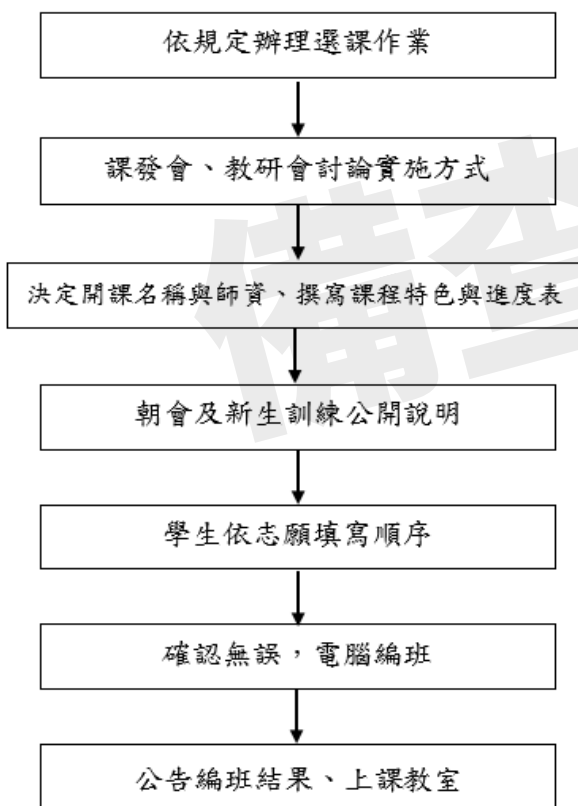 依規定辦理選課作業
課發會、教研會討論實施方式
決定開課名稱與師資、撰寫課程特色與進度表
朝會及新生訓練公開說明
學生依志願填寫順序
確認無誤，電腦編班
公告編班結果、上課教室
備查